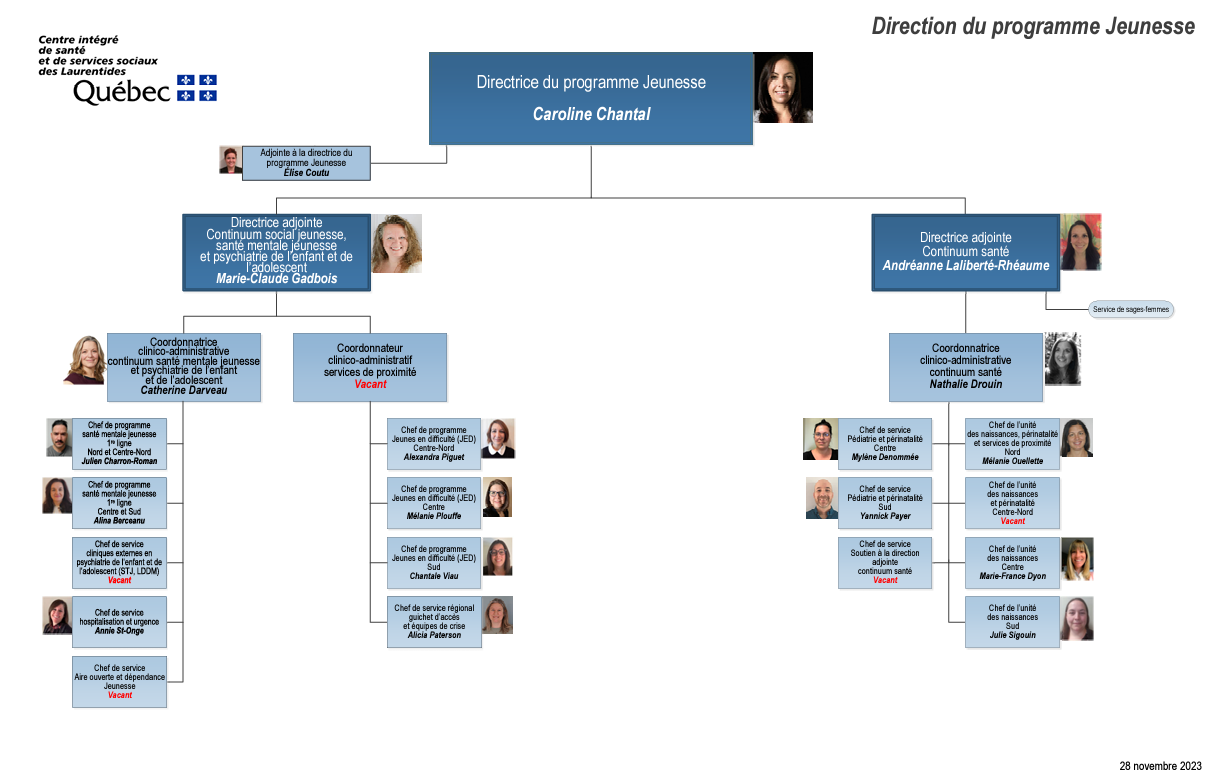 Direction du programme Jeunesse
Centre intégré
de santé
et de services sociaux
des Laurentides
Québec
Directrice du programme Jeunesse
Caroline Chantal
Adjointe à la directrice du
programme Jeunesse
Élise Coutu
Directrice adjointe
Continuum social jeunesse,
santé mentale jeunesse
et psychiatrie de l'enfant et de
l'adolescent
Marie-Claude Gadbois
Directrice adjointe
Continuum santé
Andréanne Laliberté-Rhéaume
Service de sages-femmes
Coordonnatrice
clinico-administrative
continuum santé mentale jeunesse
et psychiatrie de l'enfant
et de l'adolescent
Catherine Darveau
Coordonnateur
clinico-administratif
services de proximité
Vacant
Coordonnatrice
clinico-administrative
continuum santé
Nathalie Drouin
Chef de programme
santé mentale jeunesse
1re ligne
Nord et Centre-Nord
Julien Charron-Roman
Chef de programme
santé mentale jeunesse
1re ligne
Centre et Sud
Alina Berceanu
Chef de service
cliniques externes en
psychiatrie de l'enfant et de
l'adolescent (STJ, LDDM)
Vacant
Chef de service
hospitalisation et urgence
Annie St-Onge
Chef de service
Aire ouverte et dépendance
Jeunesse
Vacant
Chef de programme
Jeunes en difficulté (JED)
Centre-Nord
Alexandra Piguet
Chef de programme
Jeunes en difficulté (JED)
Centre
Mélanie Plouffe
Chef de programme
Jeunes en difficulté (JED)
Sud
Chantale Viau
Chef de service régional
guichet d'accès
et équipes de crise
Alicia Paterson
Chef de service
Pédiatrie et périnatalité
Centre
Mylène Denommée
Chef de service
Pédiatrie et périnatalité
Sud
Yannick Payer
Chef de service
Soutien à la direction
adjointe
continuum santé
Vacant
Chef de l'unité
des naissances, périnatalité
et services de proximité
Nord
Mélanie Ouellette
Chef de l'unité
des naissances
et périnatalité
Centre-Nord
Vacant
Chef de l'unité
des naissances
Centre
Marie-France Dyon
Chef de l'unité
des naissances
Sud
Julie Sigouin
28 novembre 2023